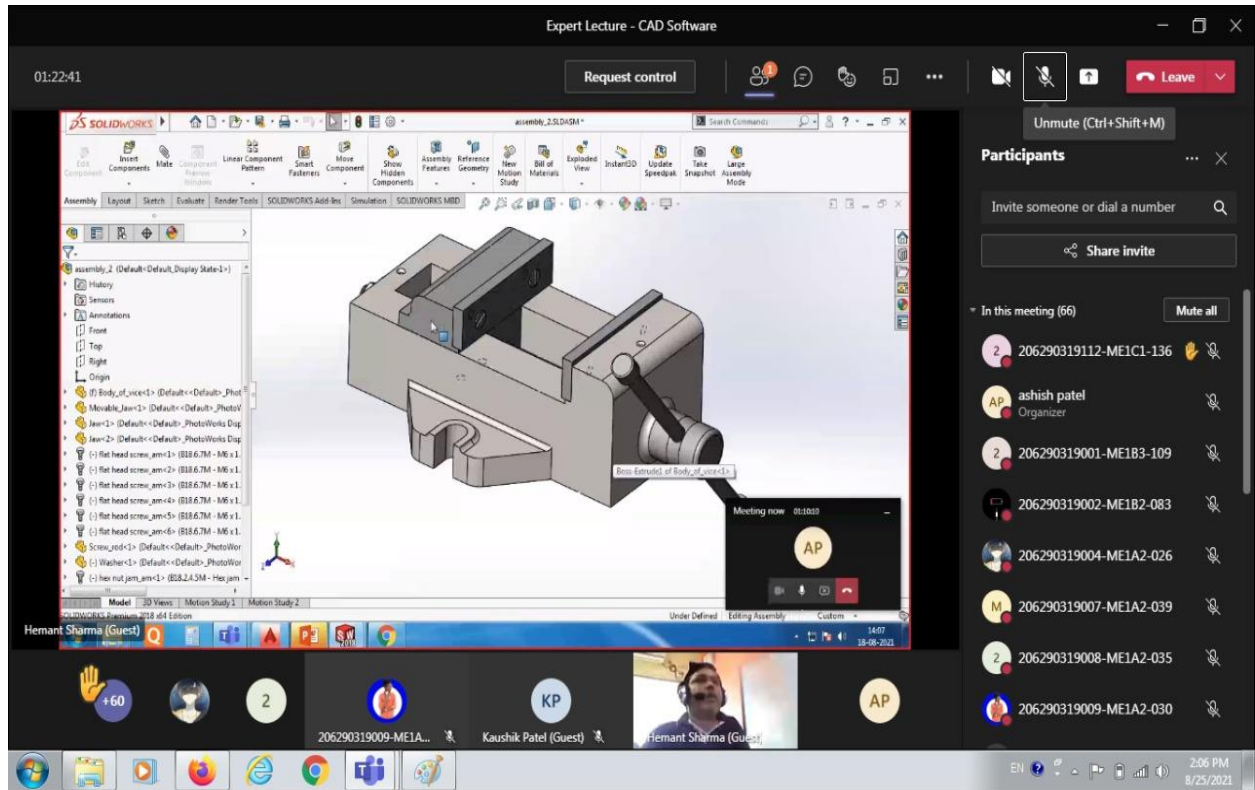 Expert Lecture - CAD Software
01:22:41
Request control
1
Leave
Unmute (Ctrl+Shift+M)
DS SOLIDWORKS
assembly_2.SLDASM *
Search Commands
Edit Component
Insert Components
Mate
Component Preview Window
Linear Component Pattern
Smart Fasteners
Move Component
Show Hidden Components
Assembly Features
Reference Geometry
New Motion Study
Bill of Materials
Exploded View
Instant3D
Update Speedpak
Take Snapshot
Large Assembly Mode
Assembly
Layout
Sketch
Evaluate
Render Tools
SOLIDWORKS Add-Ins
Simulation
SOLIDWORKS MBD
assembly_2 (Default<Default_Display State-1>)
History
Sensors
Annotations
Front
Top
Right
Origin
(f) Body_of_vice<1> (Default<<Default>_Phot
Movable_Jaw<1> (Default<<Default>_PhotoV
Jaw<1> (Default<<Default>_PhotoWorks Disp
Jaw<2> (Default<<Default>_PhotoWorks Disp
(-) flat head screw_am<1> (B18.6.7M - M6 x 1.
(-) flat head screw_am<2> (B18.6.7M - M6 x 1.
(-) flat head screw_am<3> (B18.6.7M - M6 x 1.
(-) flat head screw_am<4> (B18.6.7M - M6 x 1.
(-) flat head screw_am<5> (B18.6.7M - M6 x 1.
(-) flat head screw_am<6> (B18.6.7M - M6 x 1.
Screw_rod<1> (Default<<Default>_PhotoWor
(-) Washer<1> (Default<<Default>_PhotoWor
(-) hex nut jam_am<1> (B18.2.4.5M - Hex jam
Boss-Extrude1 of Body_of_vice<1>
Meeting now 01:10:10
AP
Model
3D Views
Motion Study 1
Motion Study 2
SOLIDWORKS Premium 2018 x64 Edition
Under Defined
Editing Assembly
Custom
Hemant Sharma (Guest)
14:07
18-08-2021
Participants
Invite someone or dial a number
Share invite
In this meeting (66)
Mute all
2
206290319112-ME1C1-136
AP
ashish patel
Organizer
2
206290319001-ME1B3-109
206290319002-ME1B2-083
206290319004-ME1A2-026
M
206290319007-ME1A2-039
2
206290319008-ME1A2-035
206290319009-ME1A2-030
+60
2
206290319009-ME1A...
KP
Kaushik Patel (Guest)
Hemant Sharma (Guest)
AP
EN
2:06 PM
8/25/2021